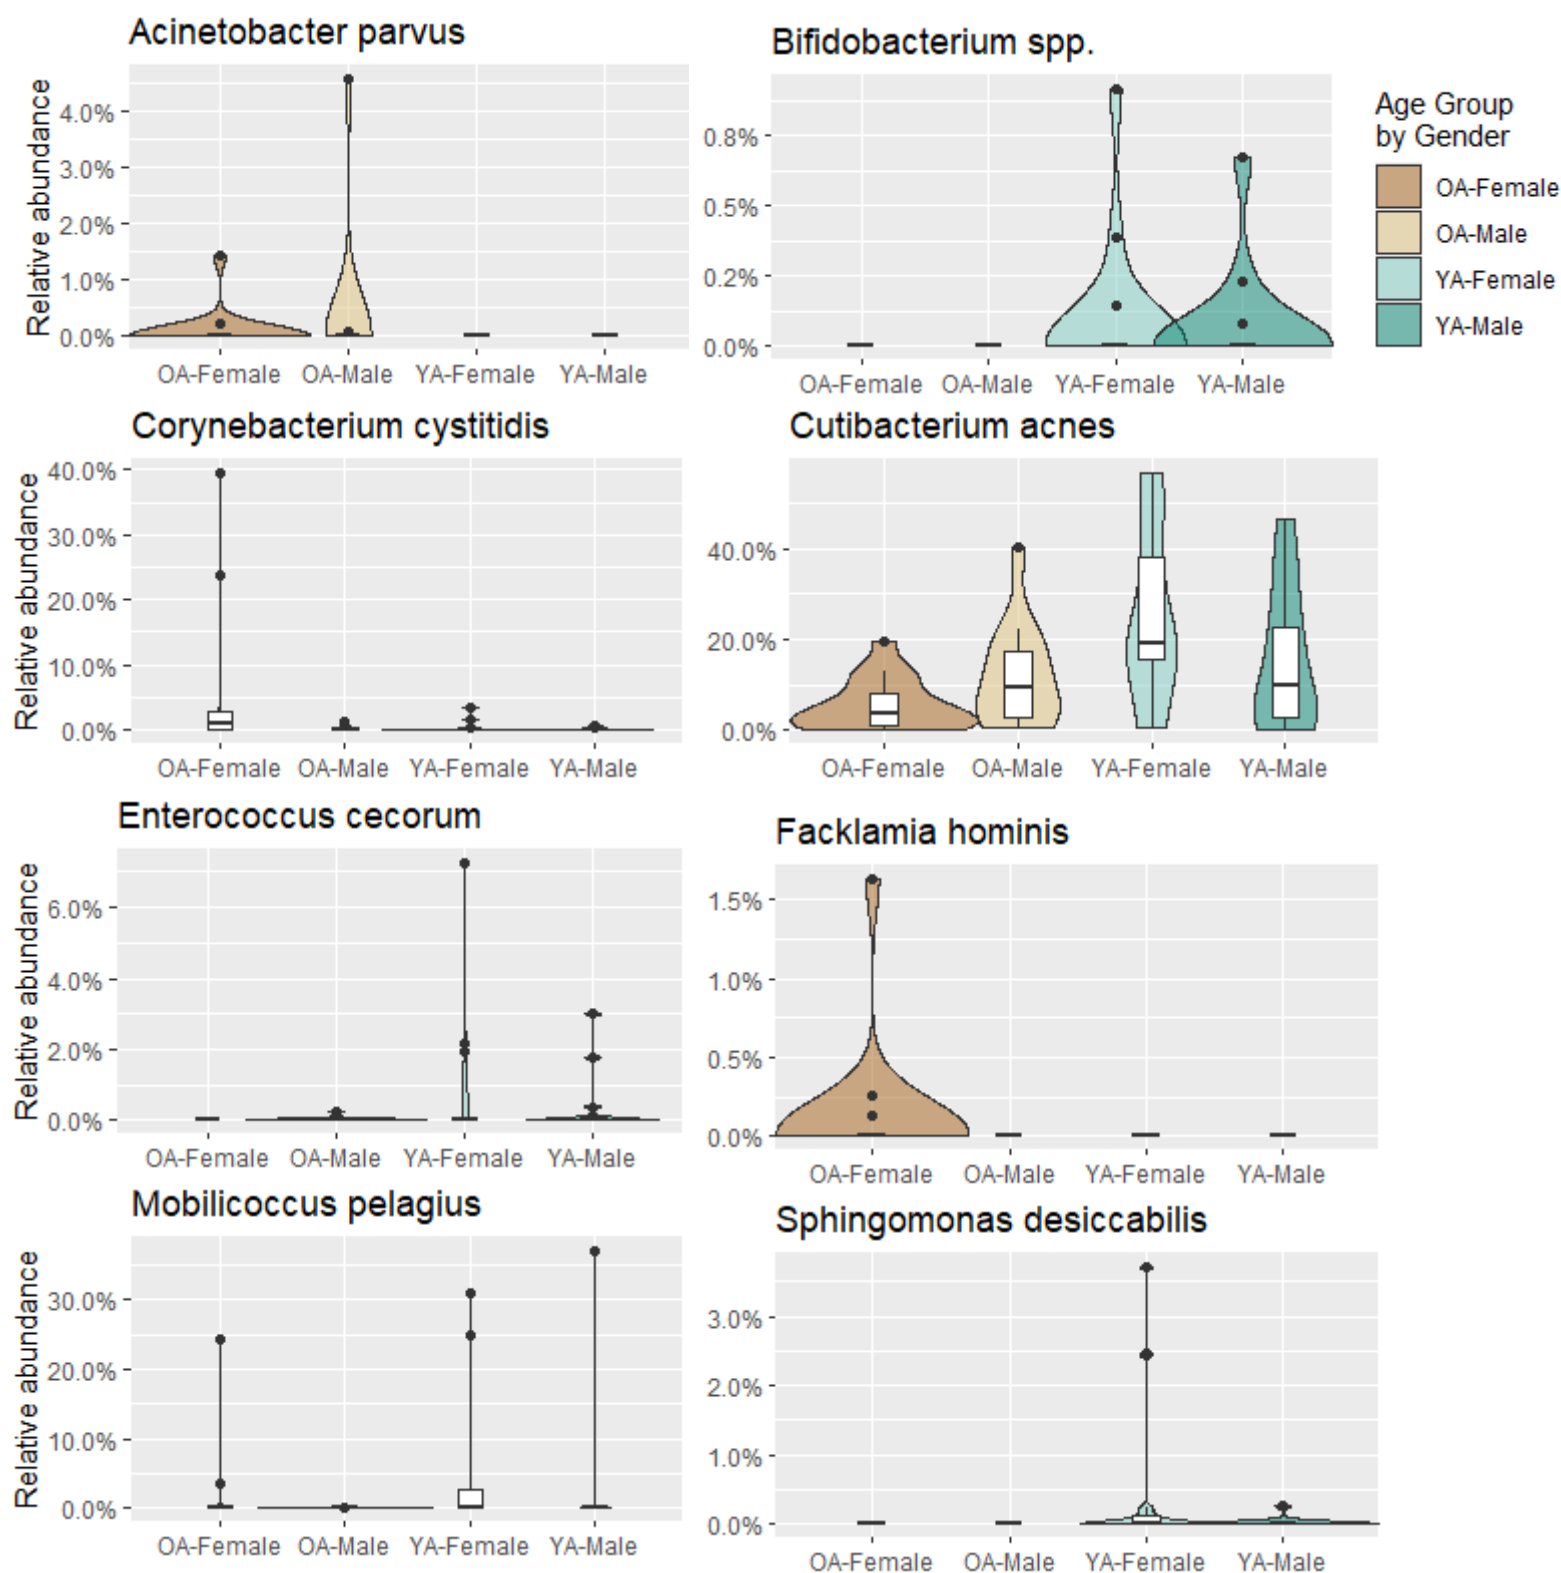 Acinetobacter parvus
Relative abundance
4.0%
3.0%
2.0%
1.0%
0.0%
OA-Female OA-Male YA-Female YA-Male
Bifidobacterium spp.
0.8%
0.5%
0.2%
0.0%
OA-Female OA-Male YA-Female YA-Male
Age Group
by Gender
OA-Female
OA-Male
YA-Female
YA-Male
Corynebacterium cystitidis
Relative abundance
40.0%
30.0%
20.0%
10.0%
0.0%
OA-Female OA-Male YA-Female YA-Male
Cutibacterium acnes
40.0%
20.0%
0.0%
OA-Female OA-Male YA-Female YA-Male
Enterococcus cecorum
Relative abundance
6.0%
4.0%
2.0%
0.0%
OA-Female OA-Male YA-Female YA-Male
Facklamia hominis
1.5%
1.0%
0.5%
0.0%
OA-Female OA-Male YA-Female YA-Male
Mobilicoccus pelagius
Relative abundance
30.0%
20.0%
10.0%
0.0%
OA-Female OA-Male YA-Female YA-Male
Sphingomonas desiccabilis
3.0%
2.0%
1.0%
0.0%
OA-Female OA-Male YA-Female YA-Male